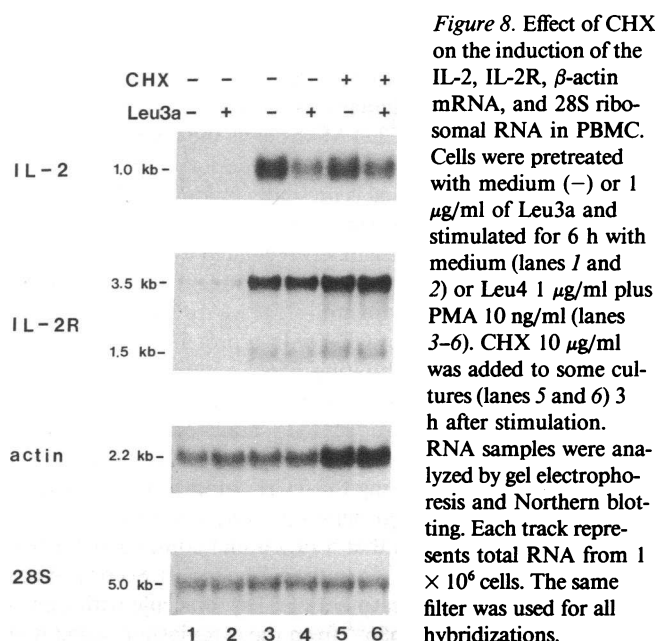 CHX - - - - + +
Leu3a - + - + - +
IL-2 1.0 kb-
3.5 kb-
IL-2R
1.5 kb-
actin 2.2 kb-
28S 5.0 kb-
1 2 3 4 5 6
Figure 8. Effect of CHX
on the induction of the
IL-2, IL-2R, β-actin
mRNA, and 28S ribo-
somal RNA in PBMC.
Cells were pretreated
with medium (−) or 1
μg/ml of Leu3a and
stimulated for 6 h with
medium (lanes 1 and
2) or Leu4 1 μg/ml plus
PMA 10 ng/ml (lanes
3–6). CHX 10 μg/ml
was added to some cul-
tures (lanes 5 and 6) 3
h after stimulation.
RNA samples were ana-
lyzed by gel electropho-
resis and Northern blot-
ting. Each track repre-
sents total RNA from 1
× 10⁶ cells. The same
filter was used for all
hybridizations.